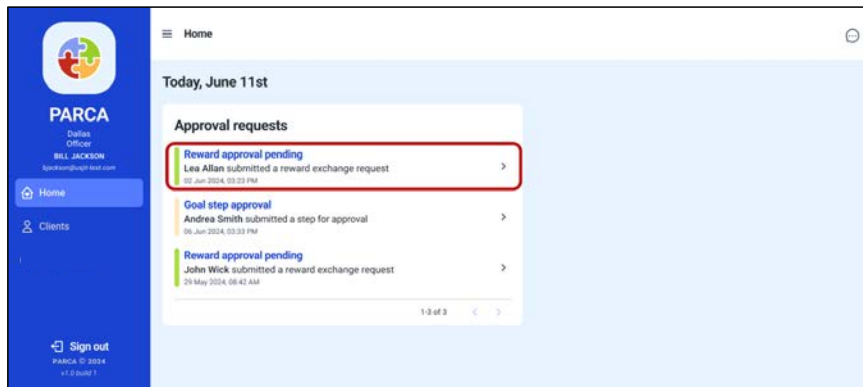 Home
PARCA
Dallas
Officer
BILL JACKSON
Home
Clients
Sign out
PARCA © 2024
v1.0 build 1
Today, June 11st
Approval requests
Reward approval pending
Lea Allan submitted a reward exchange request
02 Jun 2024, 03:23 PM
Goal step approval
Andrea Smith submitted a step for approval
06 Jun 2024, 03:33 PM
Reward approval pending
John Wick submitted a reward exchange request
29 May 2024, 08:42 AM
1-3 of 3